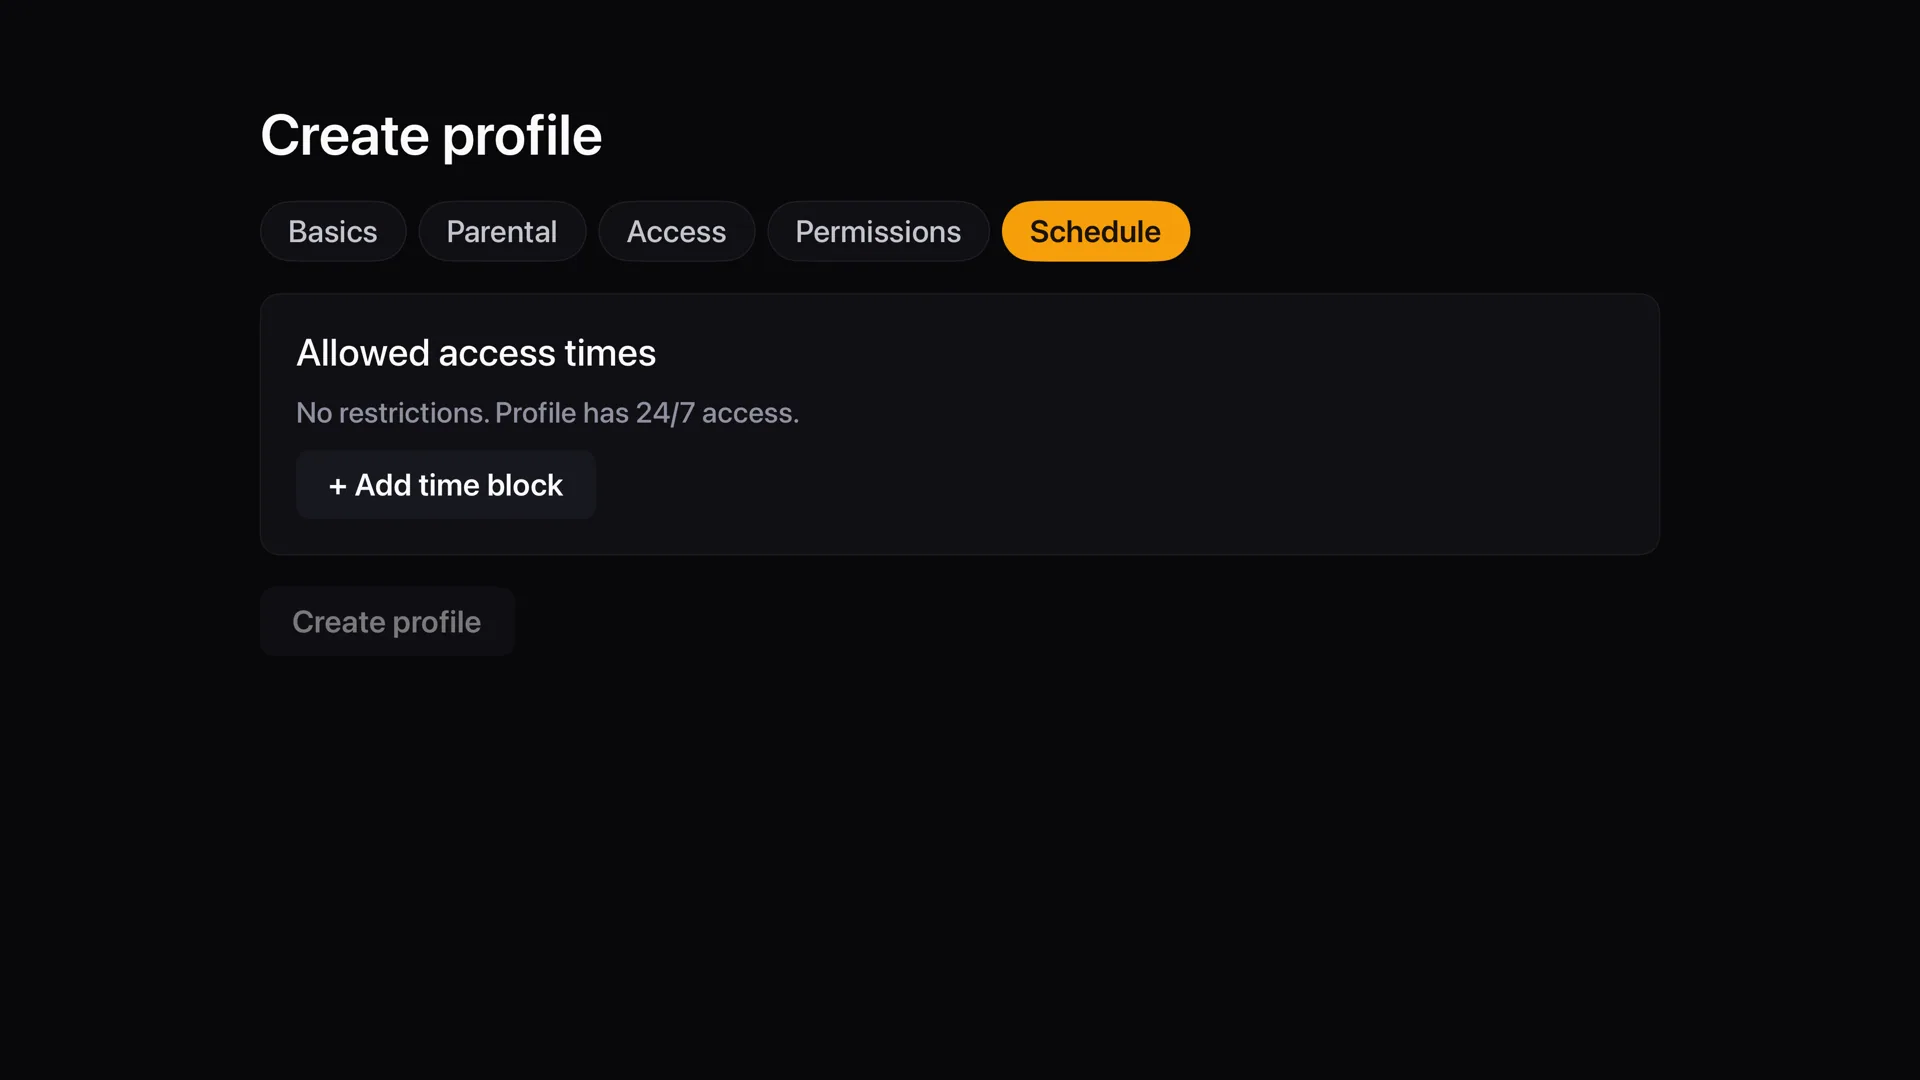 Create profile
Basics Parental Access Permissions Schedule
Allowed access times
No restrictions. Profile has 24/7 access.
+ Add time block
Create profile